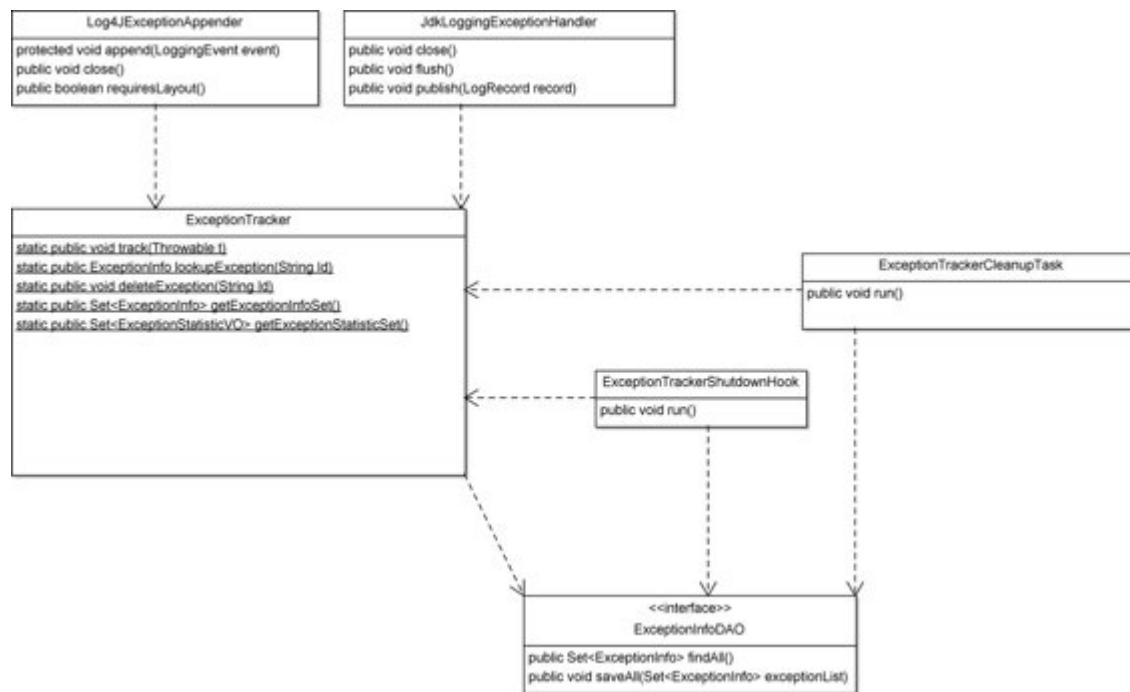 Log4JExceptionAppender
protected void append(LoggingEvent event)
public void close()
public boolean requiresLayout()
JdkLoggingExceptionHandler
public void close()
public void flush()
public void publish(LogRecord record)
ExceptionTracker
static public void track(Throwable t)
static public ExceptionInfo lookupException(String Id)
static public void deleteException(String Id)
static public Set<ExceptionInfo> getExceptionInfoSet()
static public Set<ExceptionStatisticVO> getExceptionStatisticSet()
ExceptionTrackerCleanupTask
public void run()
ExceptionTrackerShutdownHook
public void run()
<<interface>>
ExceptionInfoDAO
public Set<ExceptionInfo> findAll()
public void saveAll(Set<ExceptionInfo> exceptionList)